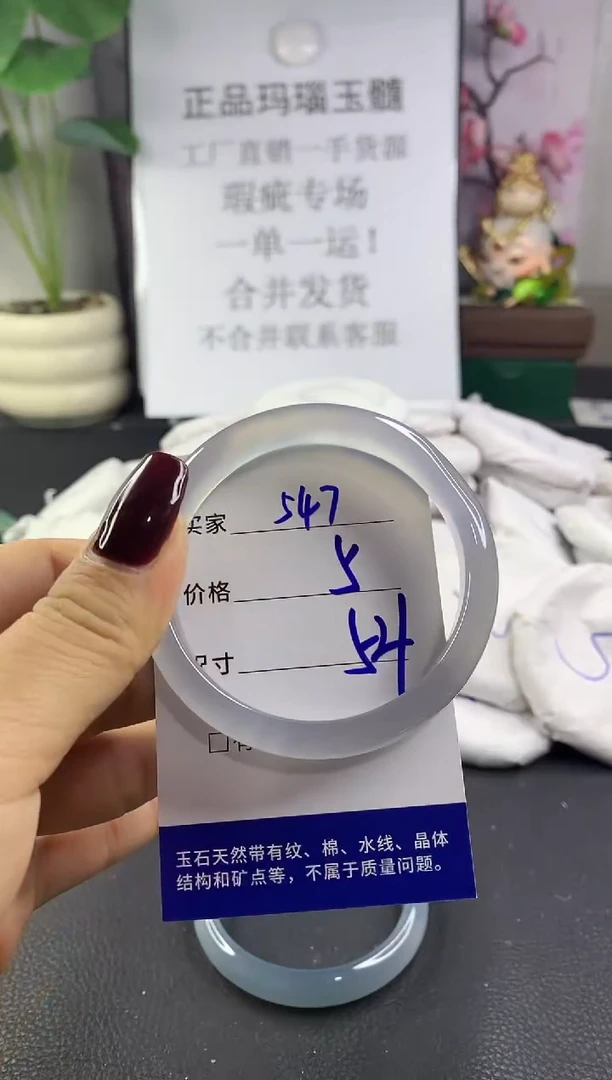 正品玛瑙玉髓
工厂直销一手货源
瑕疵专场
一单一运！
合并发货
不合并联系客服
买家 547
价格 5
尺寸 54
玉石天然带有纹、棉、水线、晶体
结构和矿点等，不属于质量问题。